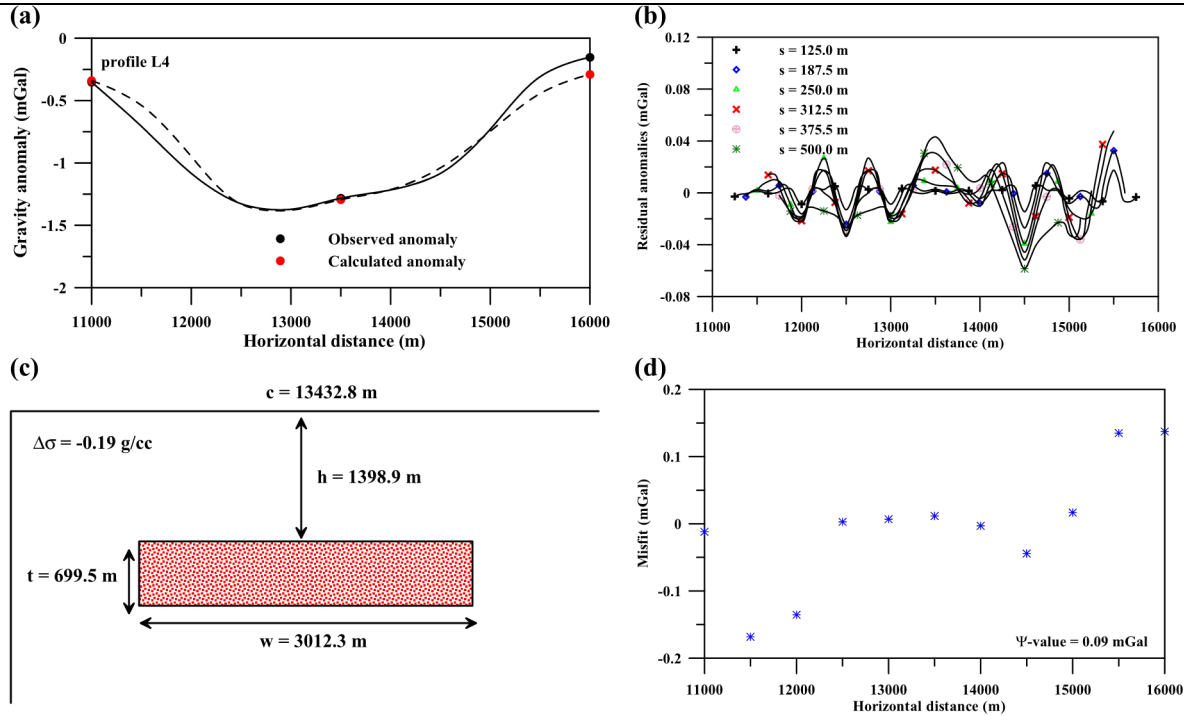 (a)
Gravity anomaly (mGal)
0
-0.5
-1
-1.5
-2
profile L4
Observed anomaly
Calculated anomaly
11000 12000 13000 14000 15000 16000
Horizontal distance (m)
(b)
Residual anomalies (mGal)
0.12
0.08
0.04
0
-0.04
-0.08
s = 125.0 m
s = 187.5 m
s = 250.0 m
s = 312.5 m
s = 375.5 m
s = 500.0 m
11000 12000 13000 14000 15000 16000
Horizontal distance (m)
(c)
c = 13432.8 m
Δσ = -0.19 g/cc
h = 1398.9 m
t = 699.5 m
w = 3012.3 m
(d)
Misfit (mGal)
0.2
0.1
0
-0.1
-0.2
Ψ-value = 0.09 mGal
11000 12000 13000 14000 15000 16000
Horizontal distance (m)